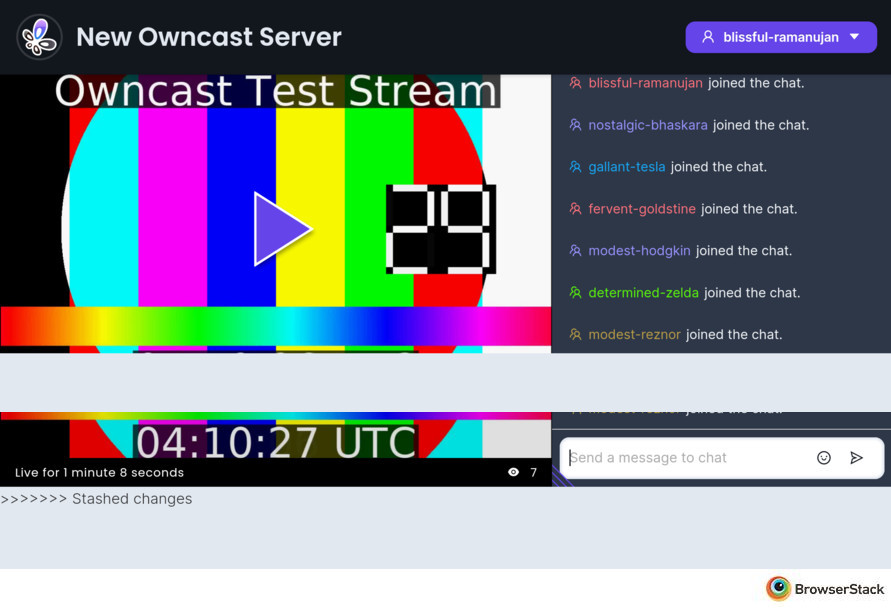 New Owncast Server
blissful-ramanujan
Owncast Test Stream
blissful-ramanujan joined the chat.
nostalgic-bhaskara joined the chat.
gallant-tesla joined the chat.
fervent-goldstine joined the chat.
modest-hodgkin joined the chat.
determined-zelda joined the chat.
modest-reznor joined the chat.
modest-reznor joined the chat.
04:10:27 UTC
Live for 1 minute 8 seconds
7
Send a message to chat
>>>>>>> Stashed changes
BrowserStack